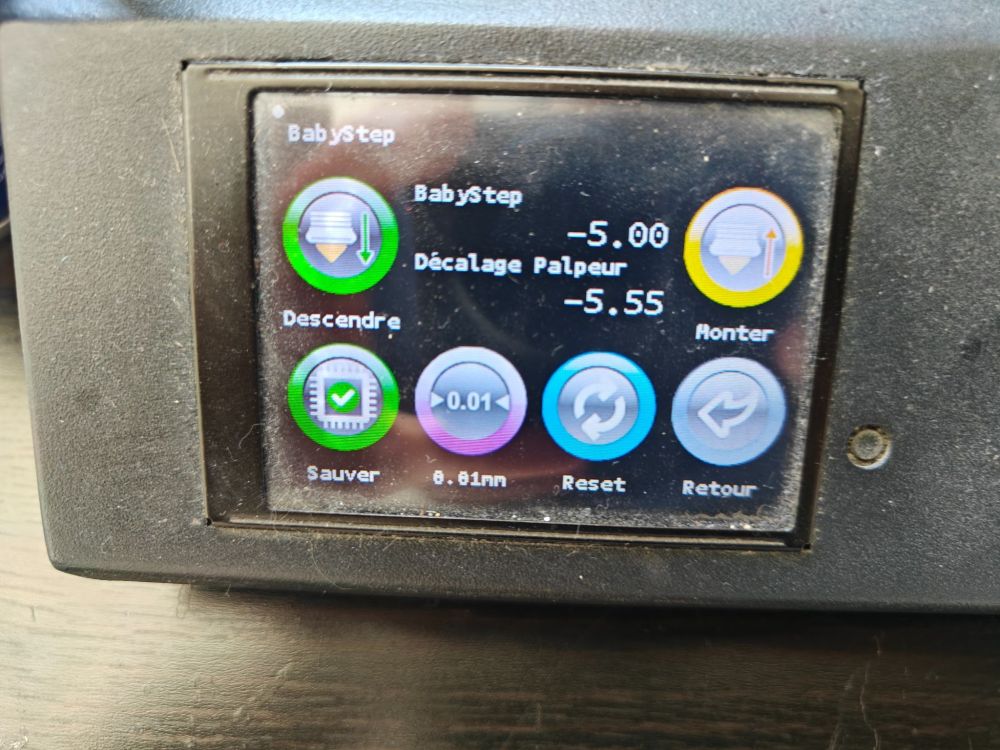 BabyStep
BabyStep
-5.00
Décalage Palpeur
-5.55
Descendre
Monter
0.01
Sauver
0.01mm
Reset
Retour